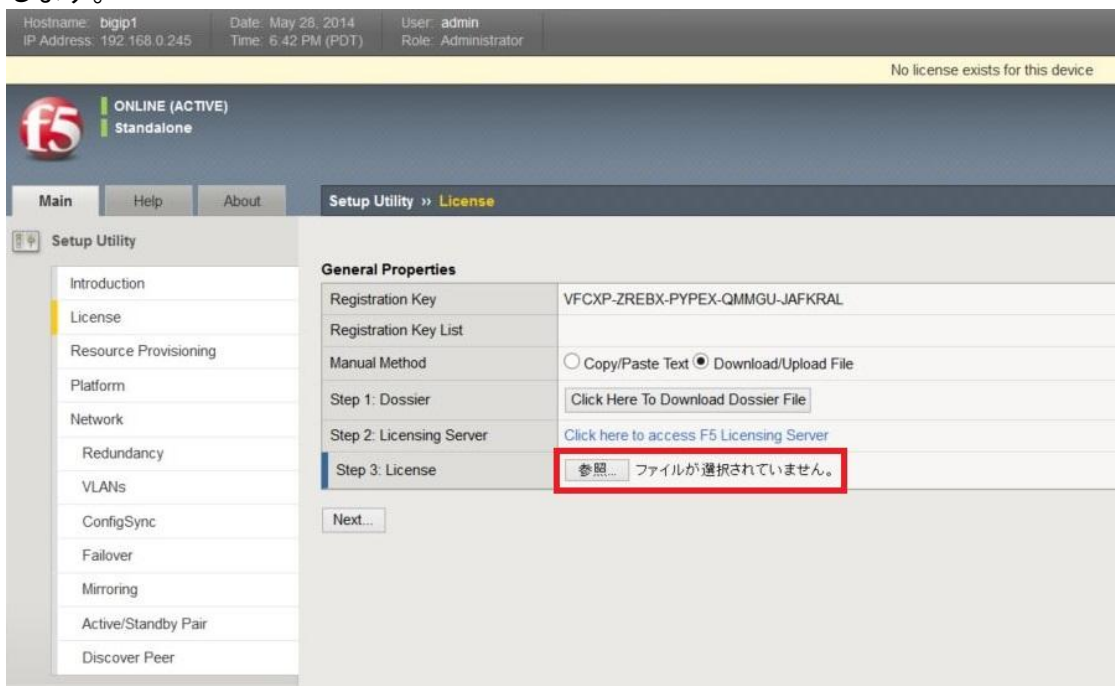 します。
Hostname: bigip1 Date: May 28, 2014 User: admin
IP Address: 192.168.0.245 Time: 6:42 PM (PDT) Role: Administrator
No license exists for this device
f5
ONLINE (ACTIVE)
Standalone
Main Help About Setup Utility » License
Setup Utility
Introduction
License
Resource Provisioning
Platform
Network
Redundancy
VLANs
ConfigSync
Failover
Mirroring
Active/Standby Pair
Discover Peer
General Properties
Registration Key VFCXP-ZREBX-PYPEX-QMMGU-JAFKRAL
Registration Key List
Manual Method Copy/Paste Text Download/Upload File
Step 1: Dossier Click Here To Download Dossier File
Step 2: Licensing Server Click here to access F5 Licensing Server
Step 3: License 参照... ファイルが選択されていません。
Next...